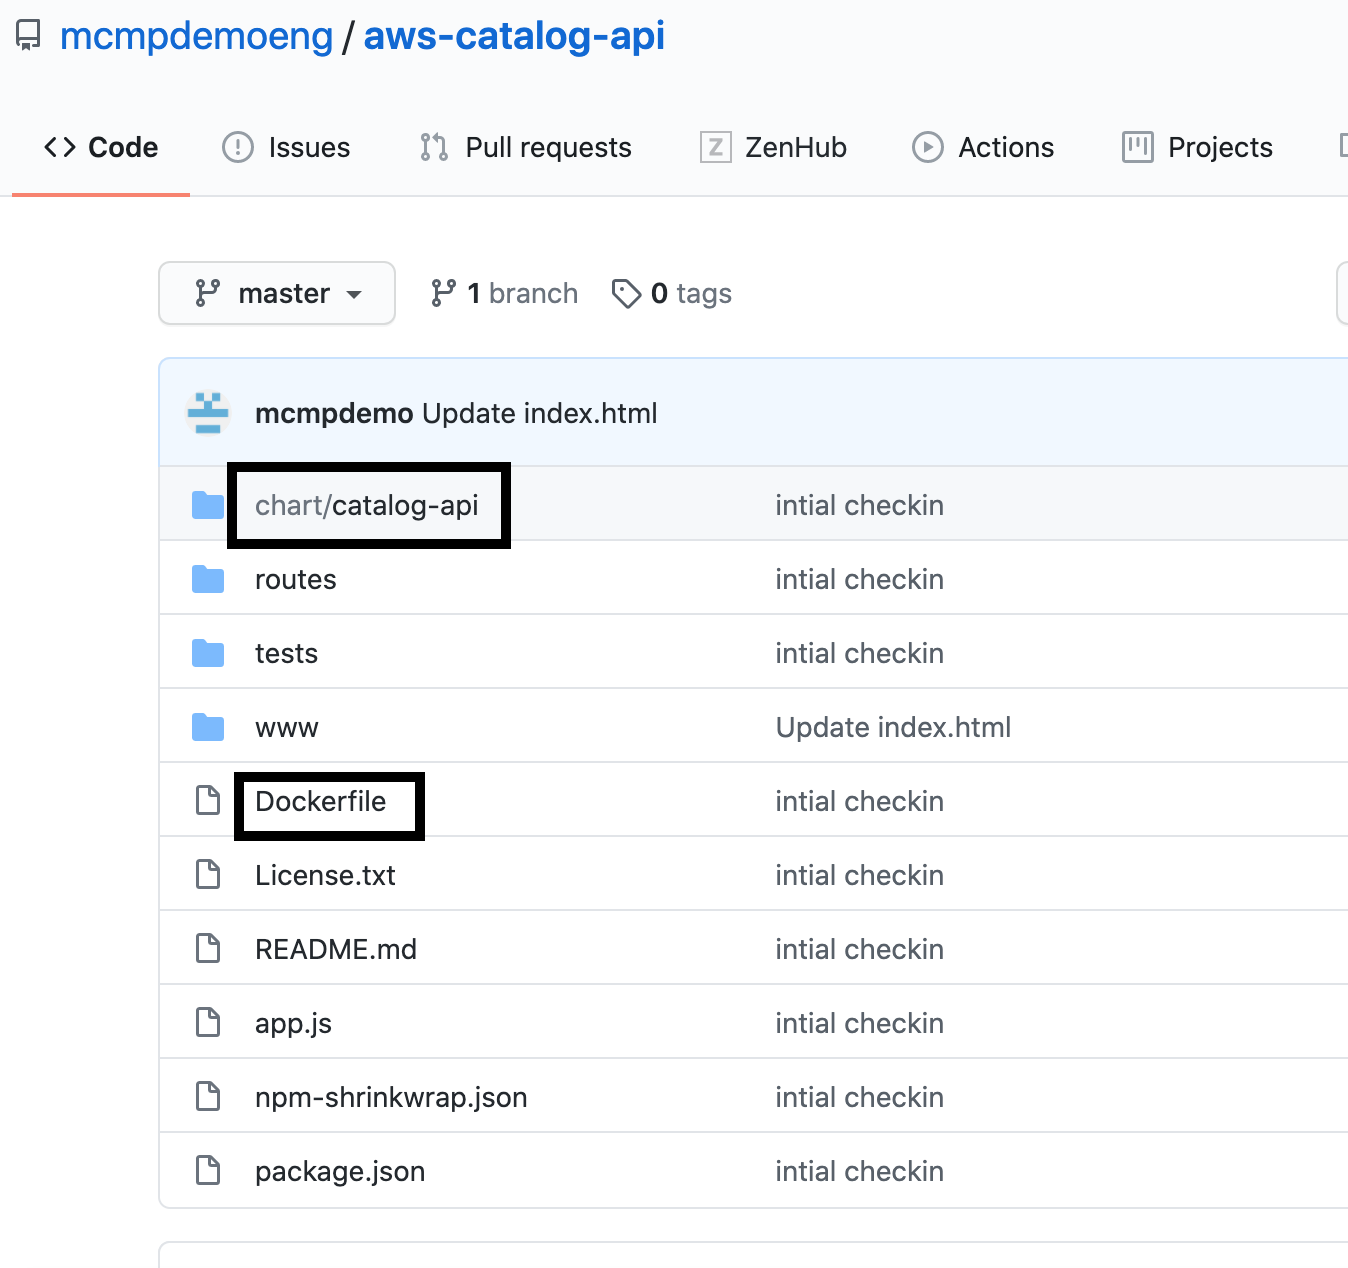 mcmpdemoeng / aws-catalog-api
<> Code Issues Pull requests Z ZenHub Actions Projects
master 1 branch 0 tags
mcmpdemo Update index.html
chart/catalog-api intial checkin
routes intial checkin
tests intial checkin
www Update index.html
Dockerfile intial checkin
License.txt intial checkin
README.md intial checkin
app.js intial checkin
npm-shrinkwrap.json intial checkin
package.json intial checkin